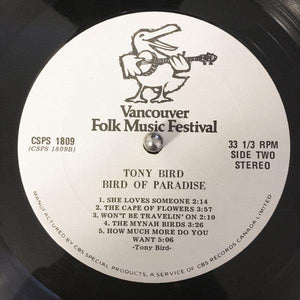 Vancouver
Folk Music Festival
CSPS 1809
(CSPS 1809B)
33 1/3 RPM
SIDE TWO
STEREO
TONY BIRD
BIRD OF PARADISE
1. SHE LOVES SOMEONE 2:14
2. THE CAPE OF FLOWERS 3:57
3. WON'T BE TRAVELIN' ON 2:10
4. THE MYNAH BIRDS 3:00
5. HOW MUCH MORE DO YOU
WANT 5:06
-Tony Bird-
MANUFACTURED BY CBS SPECIAL PRODUCTS, A SERVICE OF CBS RECORDS CANADA LIMITED